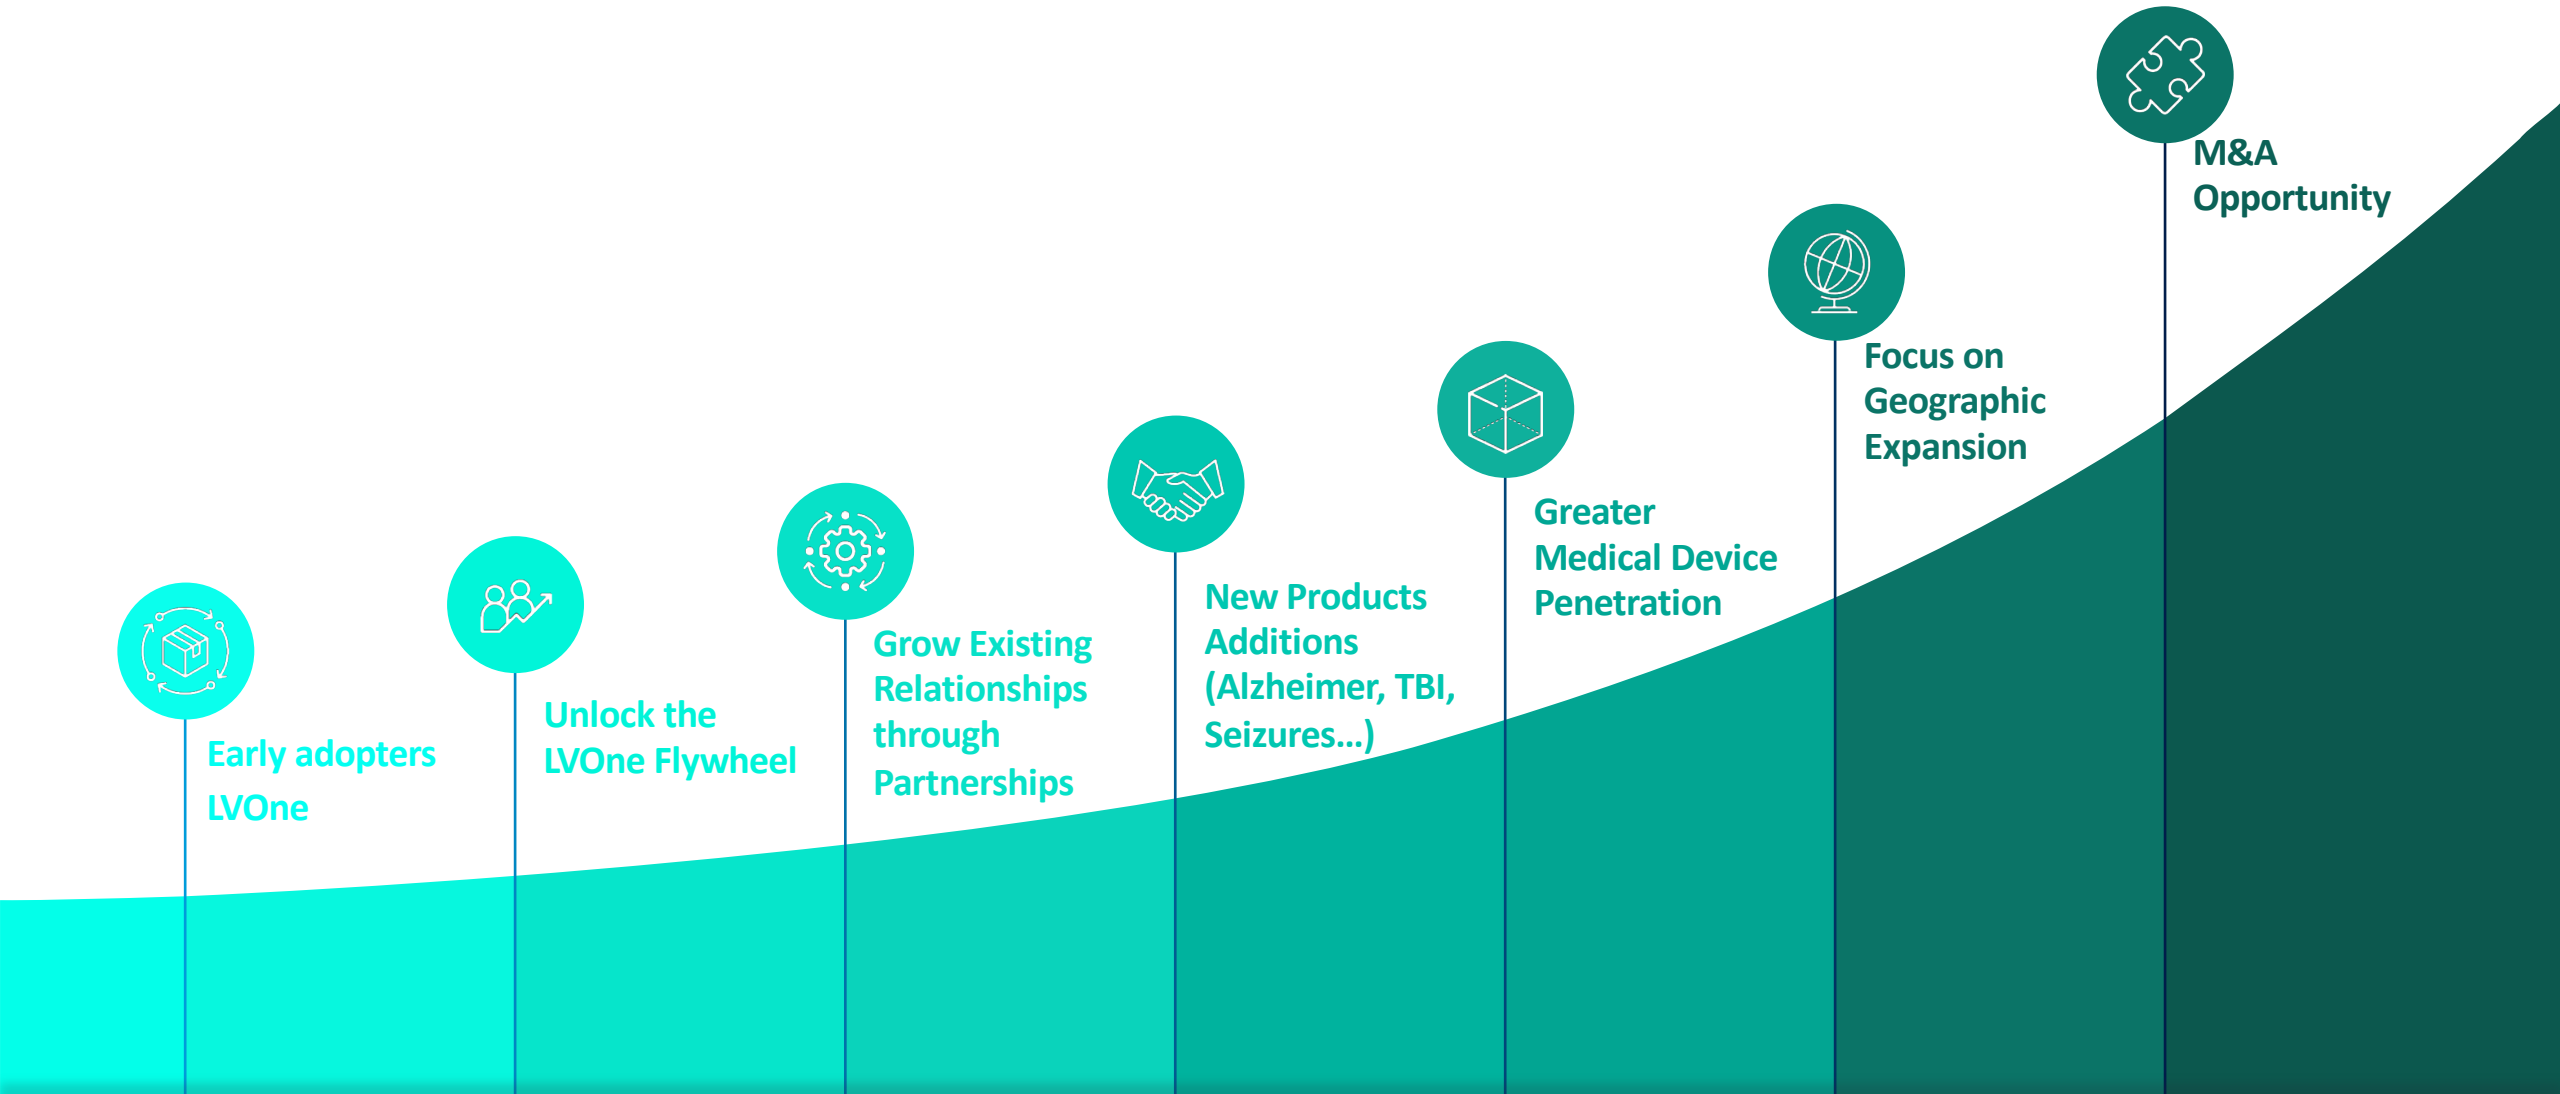 Early adopters
LVOne
Unlock the
LVOne Flywheel
Grow Existing
Relationships
through
Partnerships
New Products
Additions
(Alzheimer, TBI,
Seizures...)
Greater
Medical Device
Penetration
Focus on
Geographic
Expansion
M&A
Opportunity